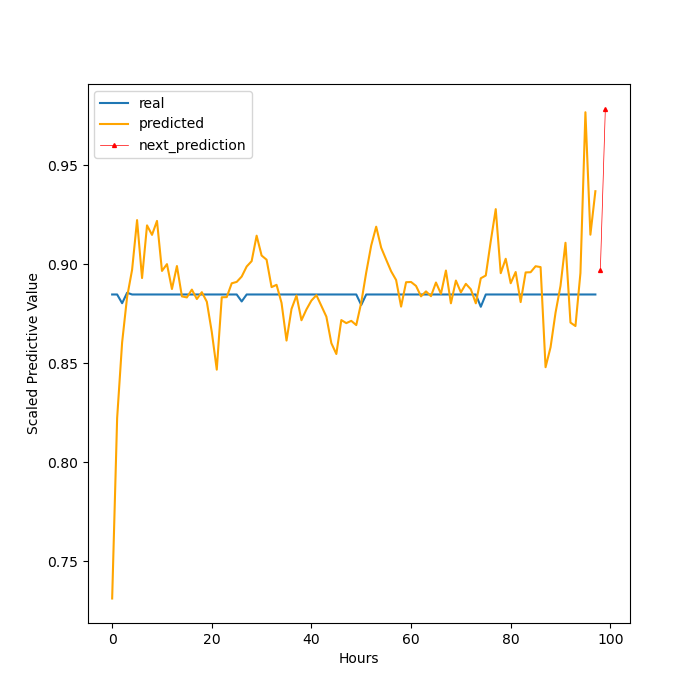 real
predicted
next_prediction
0.95
0.90
0.85
0.80
0.75
Scaled Predictive Value
0 20 40 60 80 100
Hours